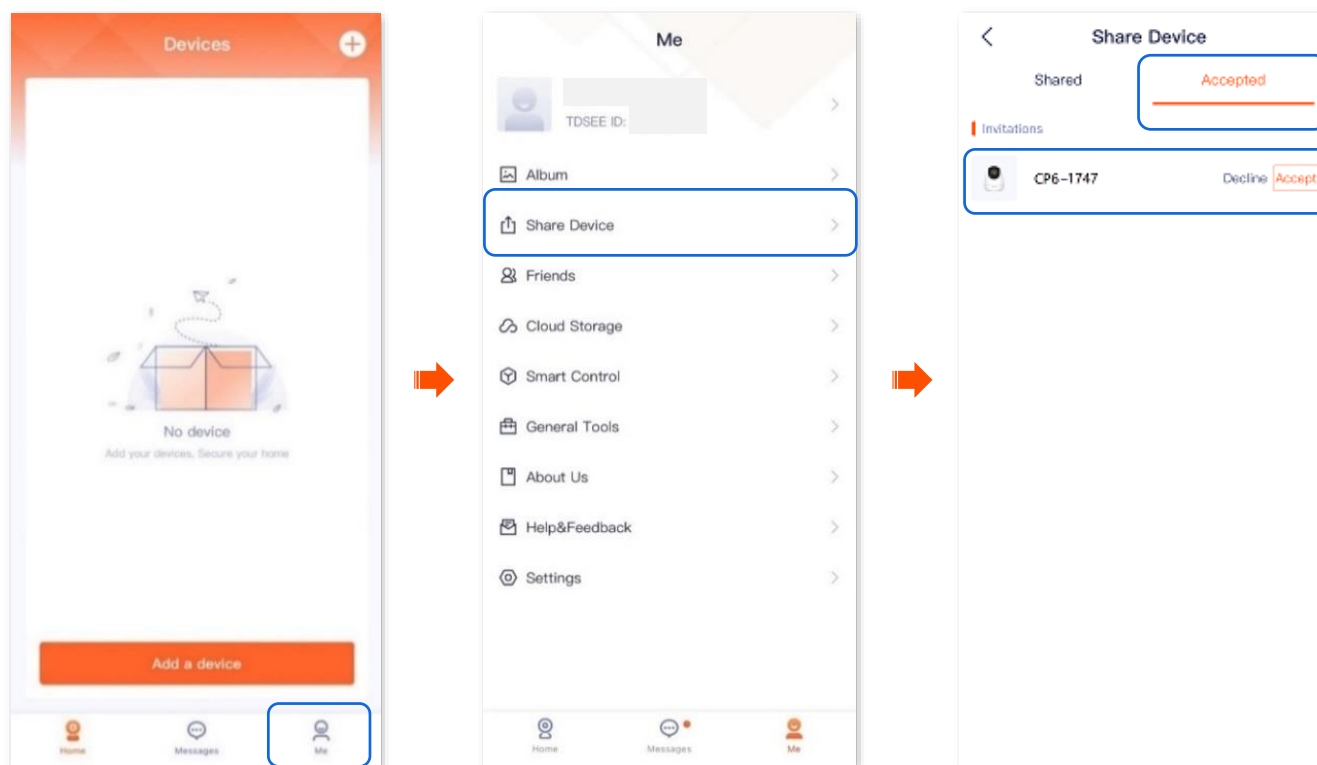 Devices
No device
Add your devices, Secure your home
Add a device
Home
Messages
Me
Me
TDSEE ID:
Album
Share Device
Friends
Cloud Storage
Smart Control
General Tools
About Us
Help&Feedback
Settings
Home
Messages
Me
Share Device
Shared
Accepted
Invitations
CP6-1747
Decline
Accept